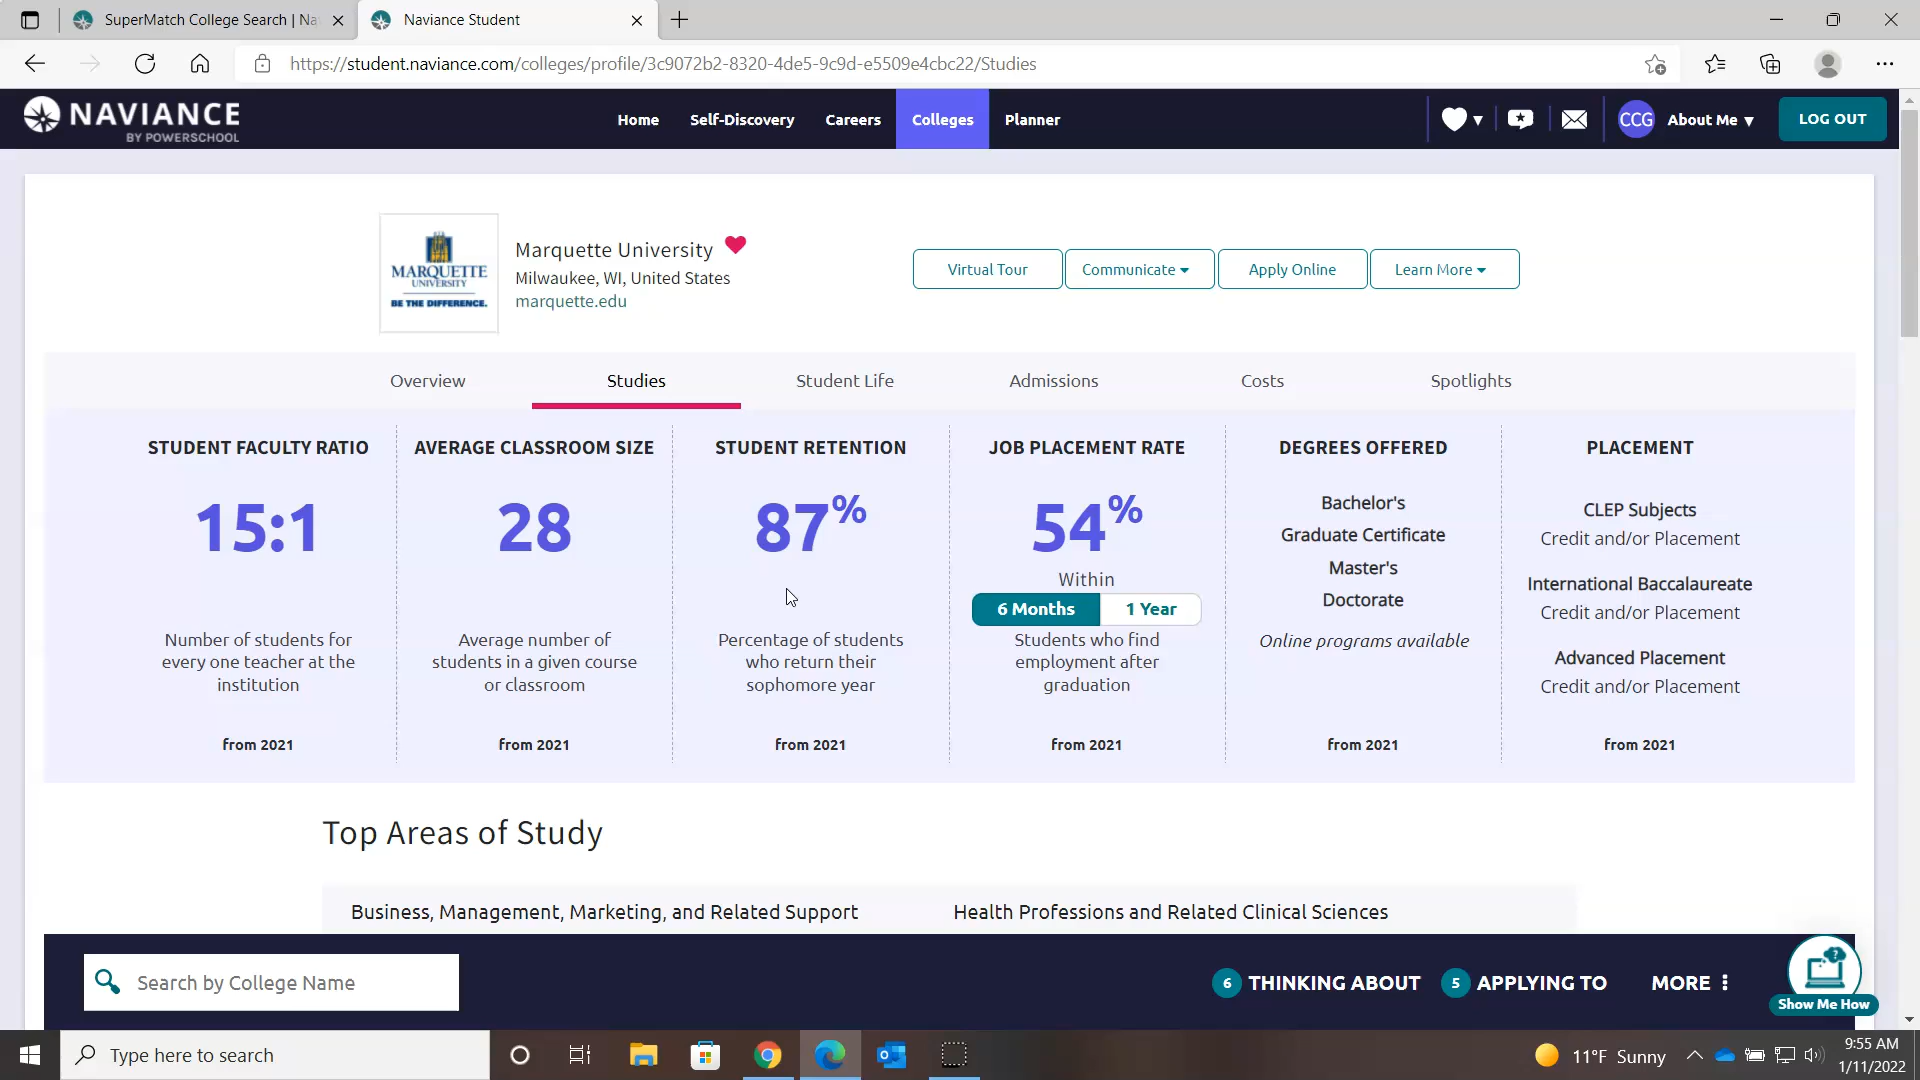 SuperMatch College Search | Na
Naviance Student
https://student.naviance.com/colleges/profile/3c9072b2-8320-4de5-9c9d-e5509e4cbc22/Studies
NAVIANCE
BY POWERSCHOOL
Home
Self-Discovery
Careers
Colleges
Planner
CCG
About Me
LOG OUT
MARQUETTE
UNIVERSITY
BE THE DIFFERENCE.
Marquette University
Milwaukee, WI, United States
marquette.edu
Virtual Tour
Communicate
Apply Online
Learn More
Overview
Studies
Student Life
Admissions
Costs
Spotlights
STUDENT FACULTY RATIO
15:1
Number of students for
every one teacher at the
institution
from 2021
AVERAGE CLASSROOM SIZE
28
Average number of
students in a given course
or classroom
from 2021
STUDENT RETENTION
87%
Percentage of students
who return their
sophomore year
from 2021
JOB PLACEMENT RATE
54%
Within
6 Months
1 Year
Students who find
employment after
graduation
from 2021
DEGREES OFFERED
Bachelor's
Graduate Certificate
Master's
Doctorate
Online programs available
from 2021
PLACEMENT
CLEP Subjects
Credit and/or Placement
International Baccalaureate
Credit and/or Placement
Advanced Placement
Credit and/or Placement
from 2021
Top Areas of Study
Business, Management, Marketing, and Related Support
Health Professions and Related Clinical Sciences
Search by College Name
6 THINKING ABOUT
5 APPLYING TO
MORE
Show Me How
Type here to search
11°F Sunny
9:55 AM
1/11/2022